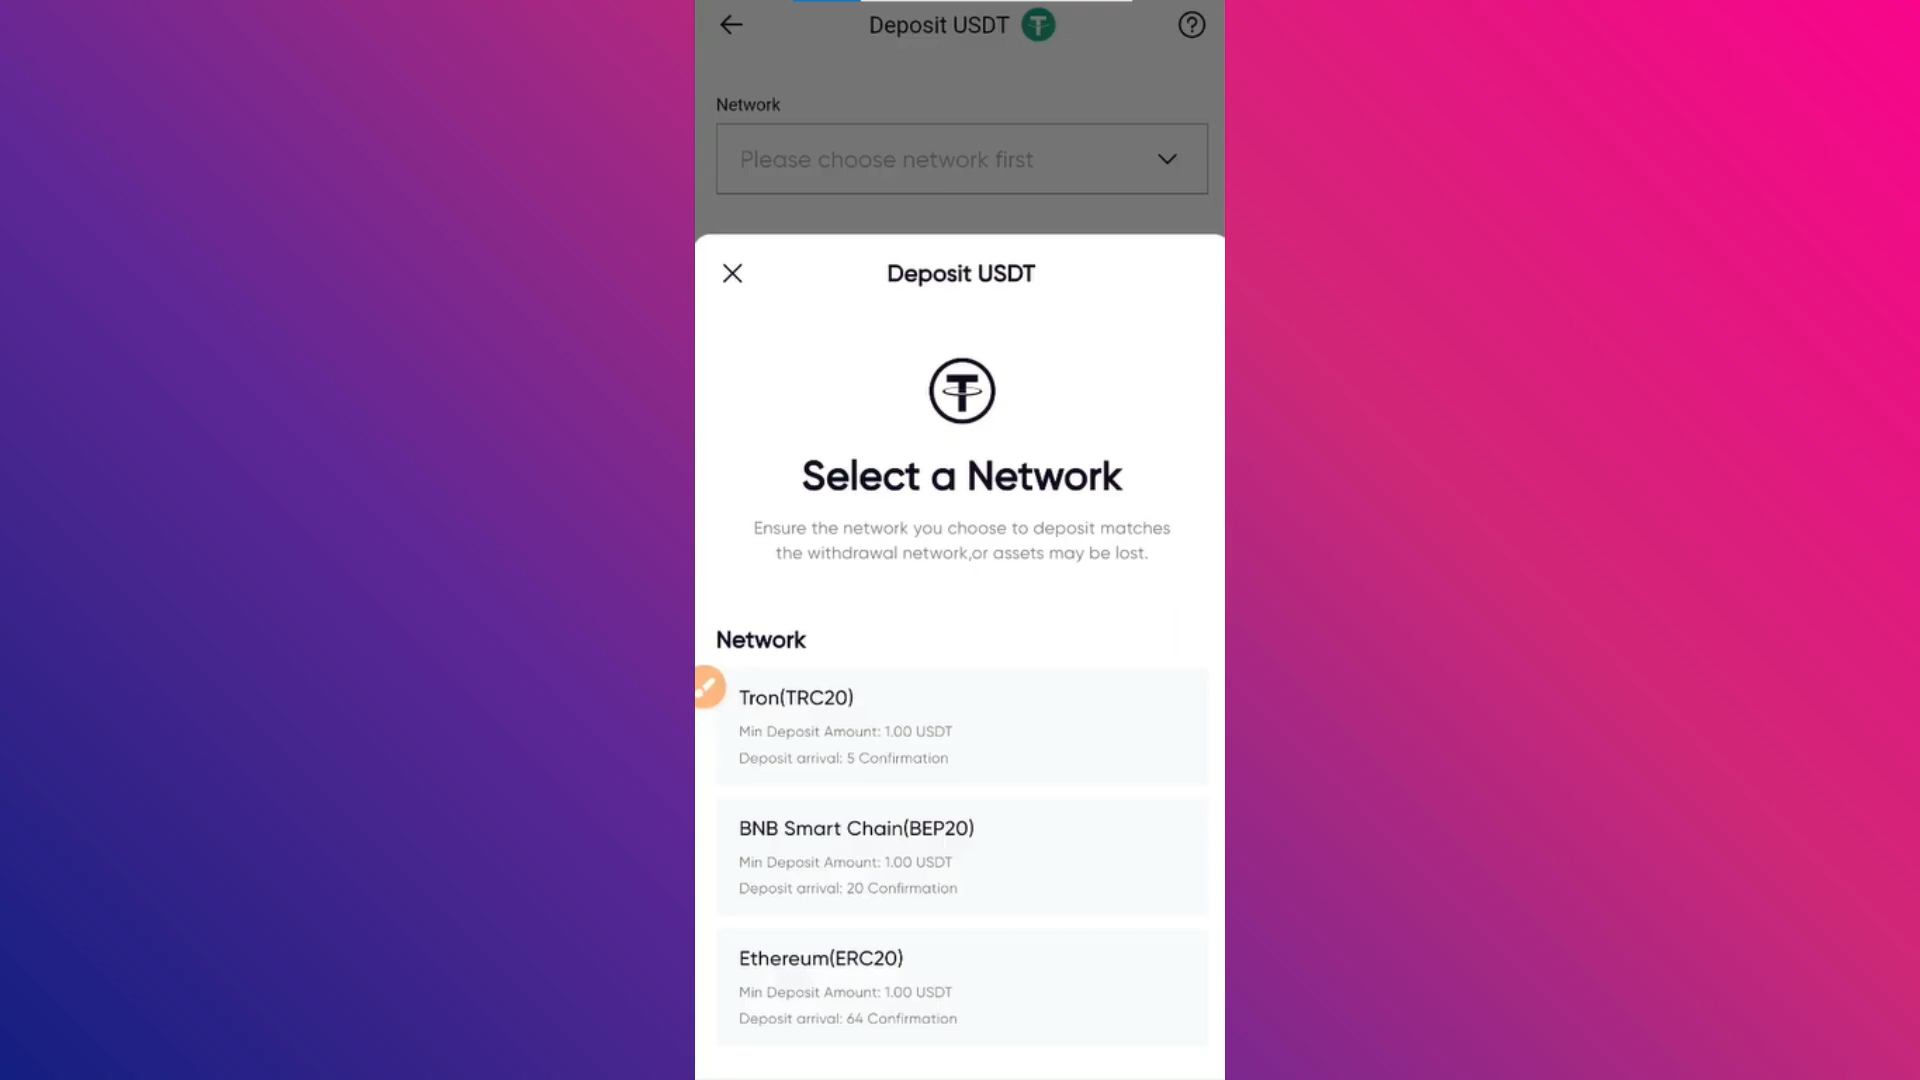 Deposit USDT
Network
Please choose network first
Deposit USDT
Select a Network
Ensure the network you choose to deposit matches
the withdrawal network,or assets may be lost.
Network
Tron(TRC20)
Min Deposit Amount: 1.00 USDT
Deposit arrival: 5 Confirmation
BNB Smart Chain(BEP20)
Min Deposit Amount: 1.00 USDT
Deposit arrival: 20 Confirmation
Ethereum(ERC20)
Min Deposit Amount: 1.00 USDT
Deposit arrival: 64 Confirmation